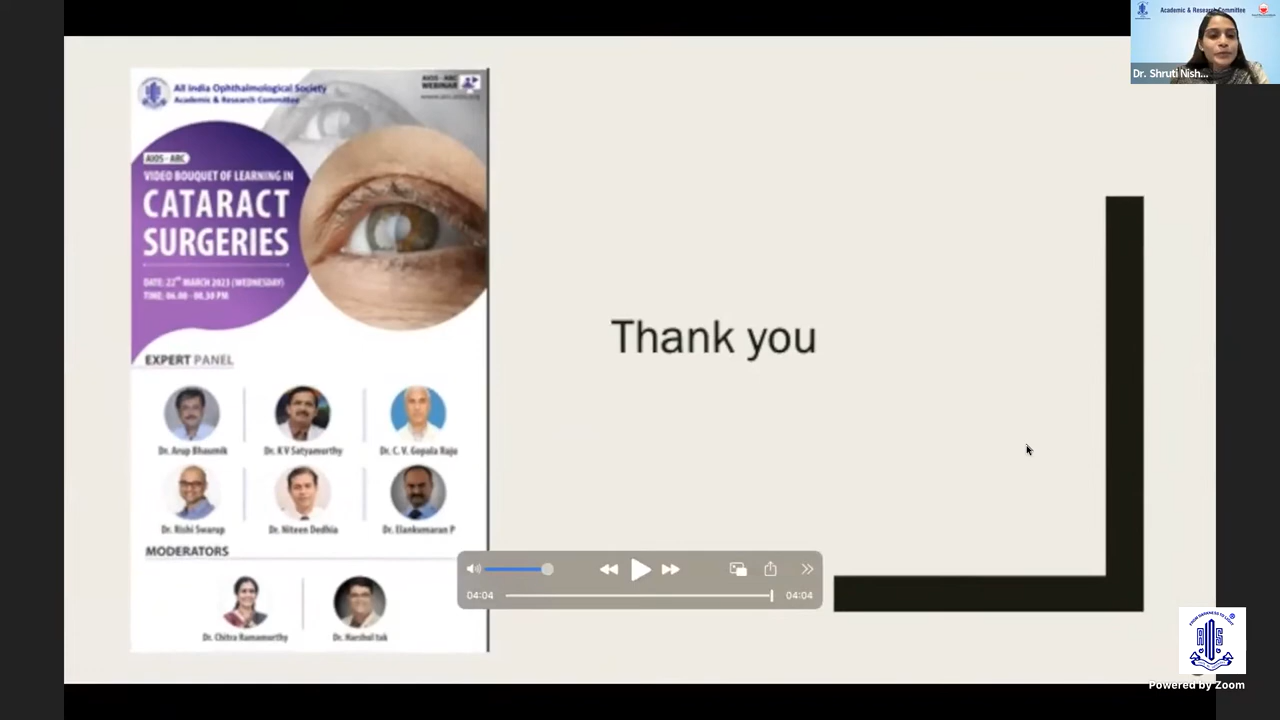 Academic & Research Committee
Dr. Shruti Nish...
All India Ophthalmological Society
Academic & Research Committee
AIOS - ARC
WEBINAR
AIOS - ARC
VIDEO BOUQUET OF LEARNING IN
CATARACT
SURGERIES
DATE: 22ND MARCH 2023 (WEDNESDAY)
TIME: 06.00 - 08.30 PM
Thank you
EXPERT PANEL
Dr. Arup Bhaumik
Dr. K V Satyamurthy
Dr. C. V. Gopala Raju
Dr. Rishi Swarup
Dr. Niteen Dedhia
Dr. Elankumaran P
MODERATORS
Dr. Chitra Ramamurthy
Dr. Harshul tak
04:04
04:04
Powered by Zoom